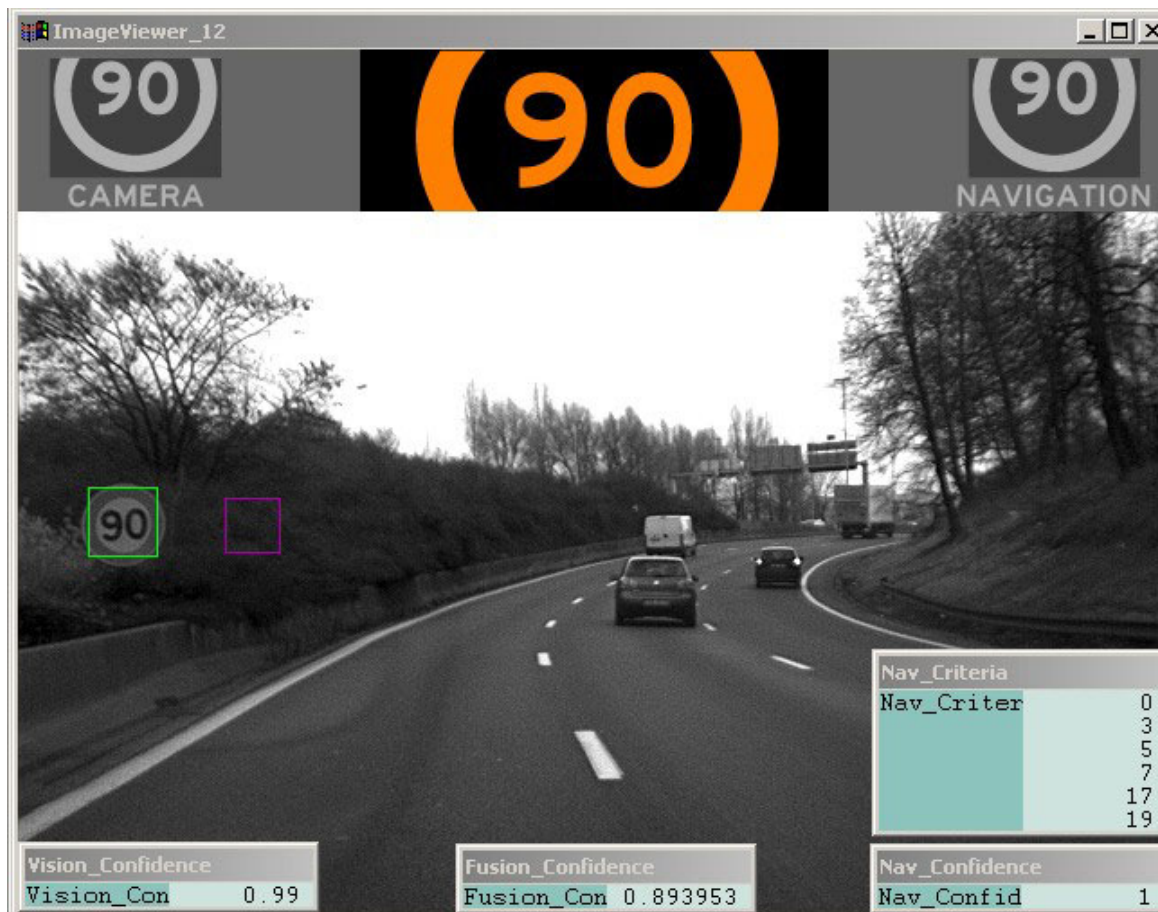 ImageViewer_12
90
90
90
CAMERA
NAVIGATION
90
Nav_Criteria
Nav_Criter 0
3
5
7
17
19
Vision_Confidence
Vision_Con 0.99
Fusion_Confidence
Fusion_Con 0.893953
Nav_Confidence
Nav_Confid 1